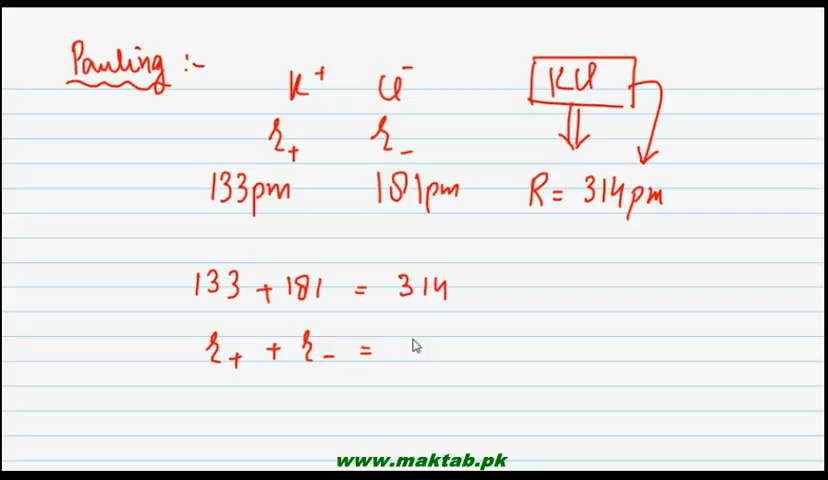 Pauling :-
K⁺ Cl⁻ KCl
r₊ r₋
133pm 181pm R = 314pm
133 + 181 = 314
r₊ + r₋ =
www.maktab.pk